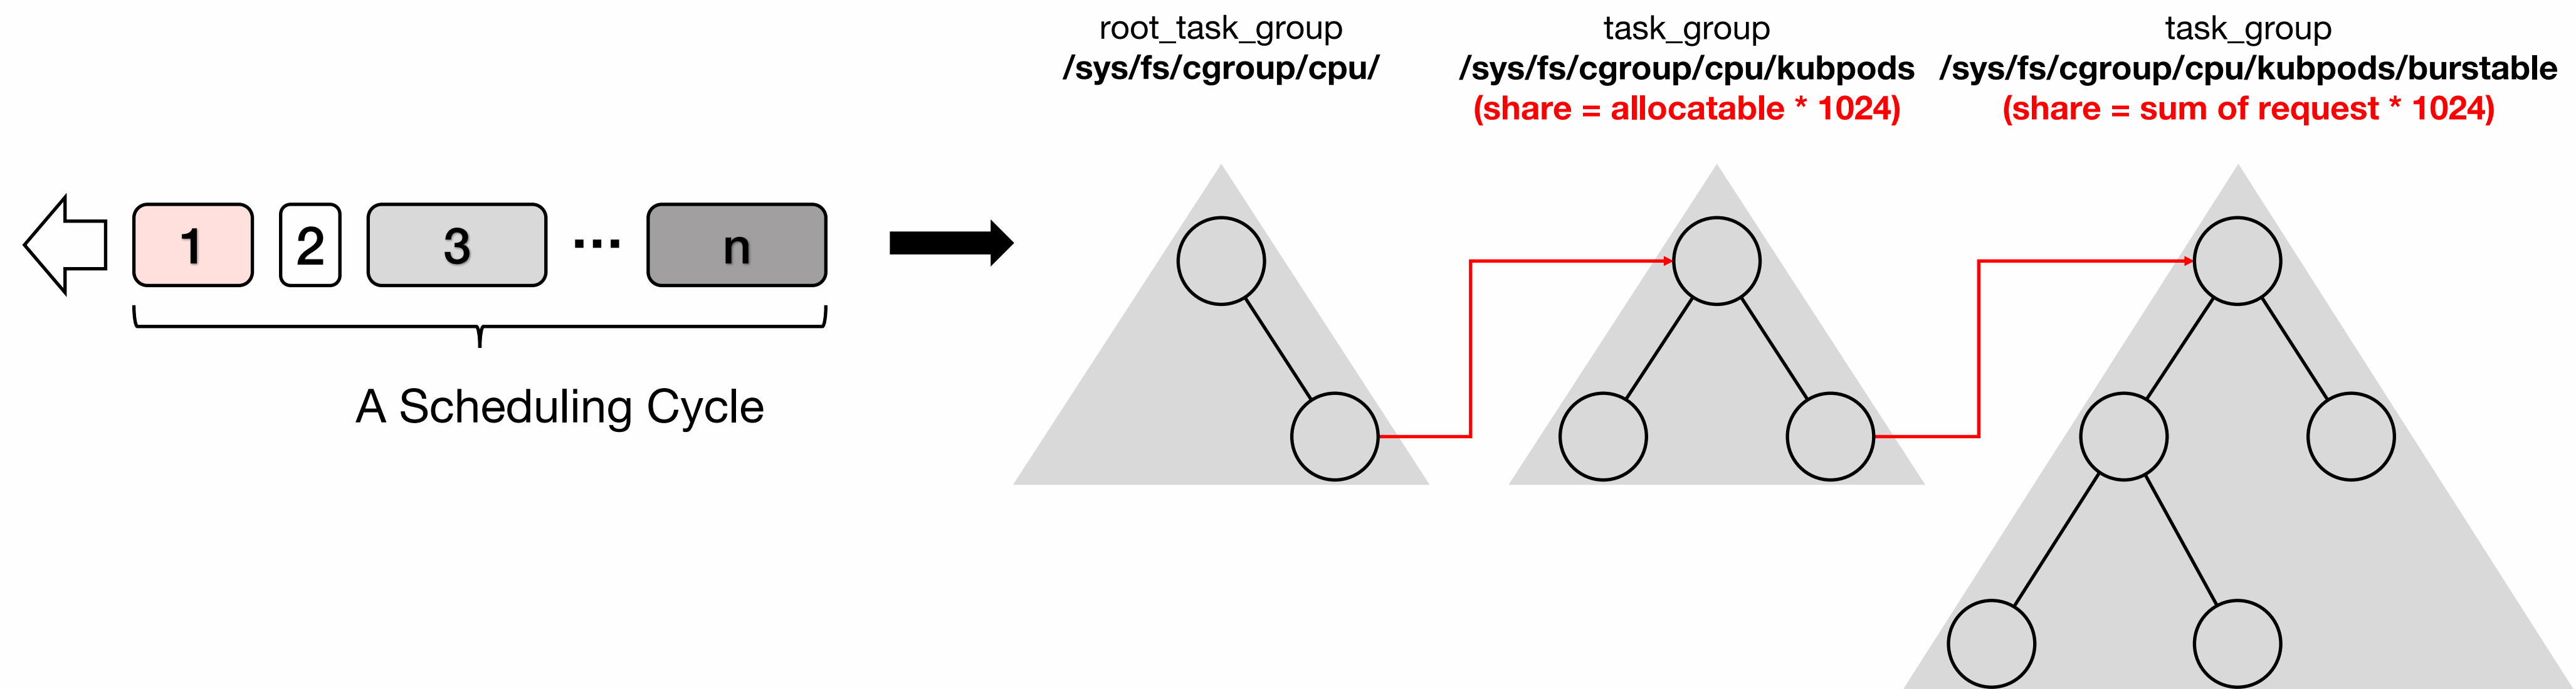 root_task_group
/sys/fs/cgroup/cpu/
task_group
/sys/fs/cgroup/cpu/kubpods
(share = allocatable * 1024)
task_group
/sys/fs/cgroup/cpu/kubpods/burstable
(share = sum of request * 1024)
1
2
3
...
n
A Scheduling Cycle